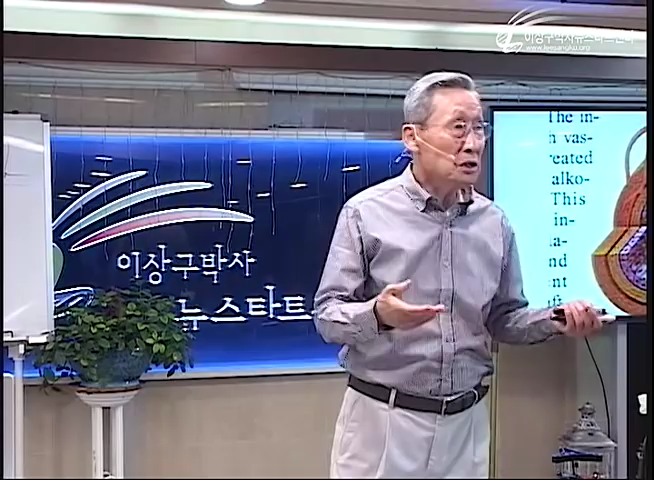 이상구박사뉴스타트센터
www.leesangku.org
The in-
n vas-
reated
alko-
This
in-
nd
이상구박사
뉴스타트